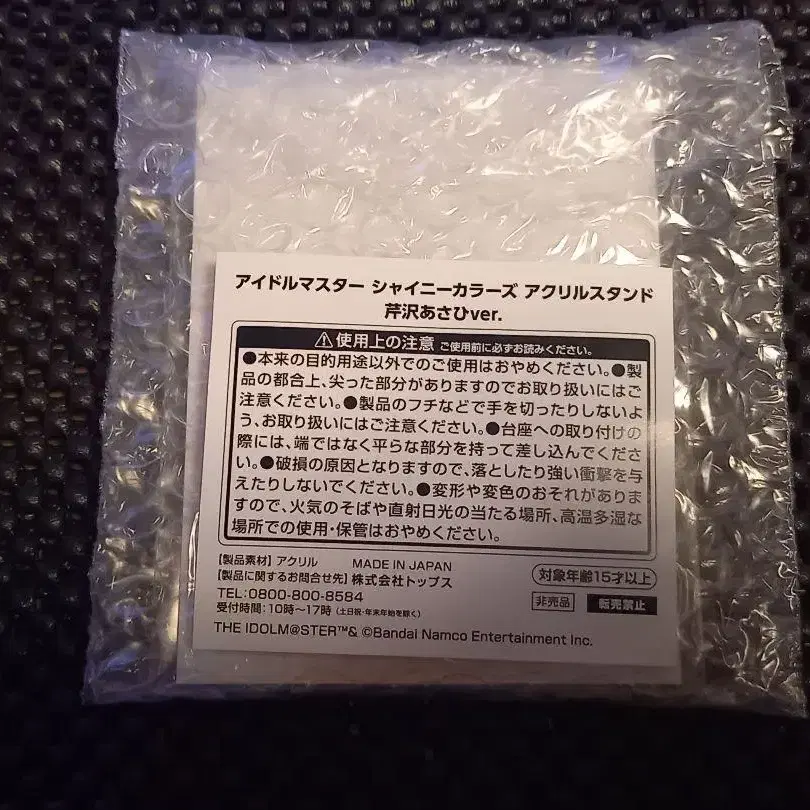 アイドルマスター シャイニーカラーズ アクリルスタンド
芹沢あさひver.
⚠使用上の注意 ご使用前に必ずお読みください。
●本来の目的用途以外でのご使用はおやめください。●製
品の都合上、尖った部分がありますのでお取り扱いにはご
注意ください。●製品のフチなどで手を切ったりしないよ
う、お取り扱いにはご注意ください。●台座への取り付けの
際には、端ではなく平らな部分を持って差し込んでくださ
い。●破損の原因となりますので、落としたり強い衝撃を与
えたりしないでください。●変形や変色のおそれがありま
すので、火気のそばや直射日光の当たる場所、高温多湿な
場所での使用・保管はおやめください。
【製品素材】アクリル MADE IN JAPAN
【製品に関するお問合せ先】株式会社トップス
対象年齢15才以上
TEL:0800-800-8584
非売品 転売禁止
受付時間:10時〜17時(土日祝・年末年始を除く)
THE IDOLM@STER™& ©Bandai Namco Entertainment Inc.